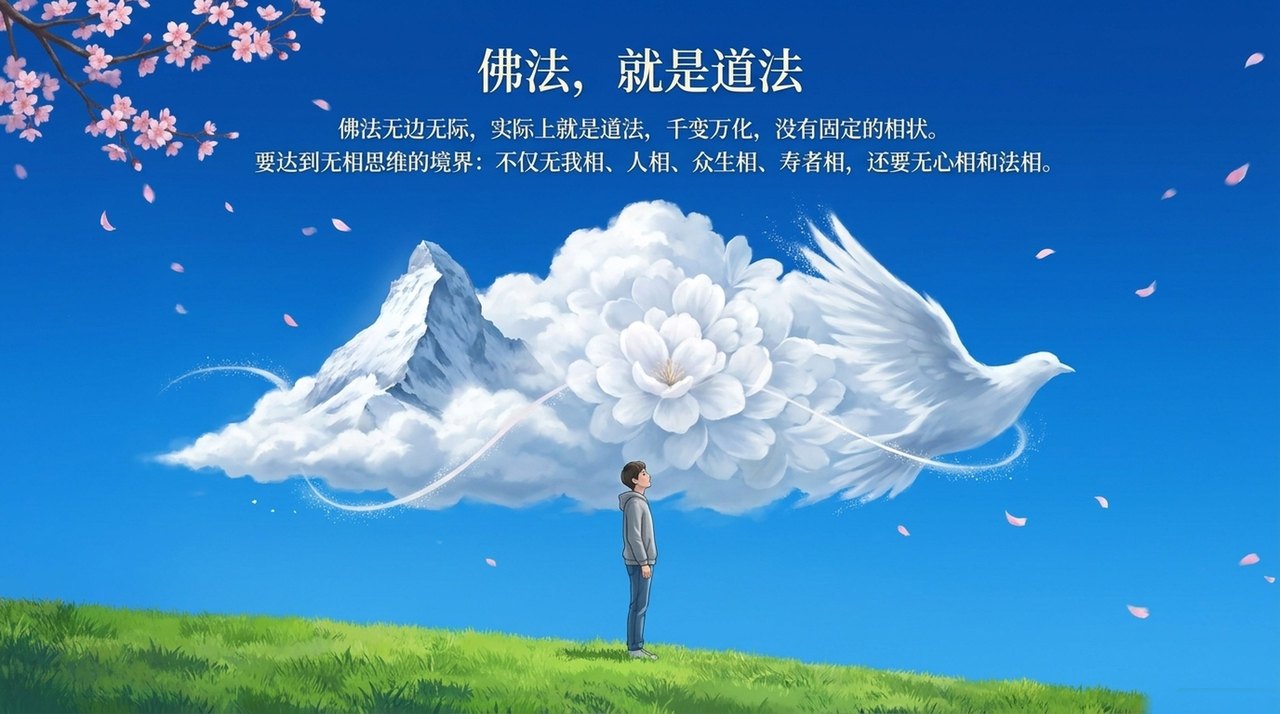 佛法，就是道法
佛法无边无际，实际上就是道法，千变万化，没有固定的相状。
要达到无相思维的境界：不仅无我相、人相、众生相、寿者相，还要无心相和法相。